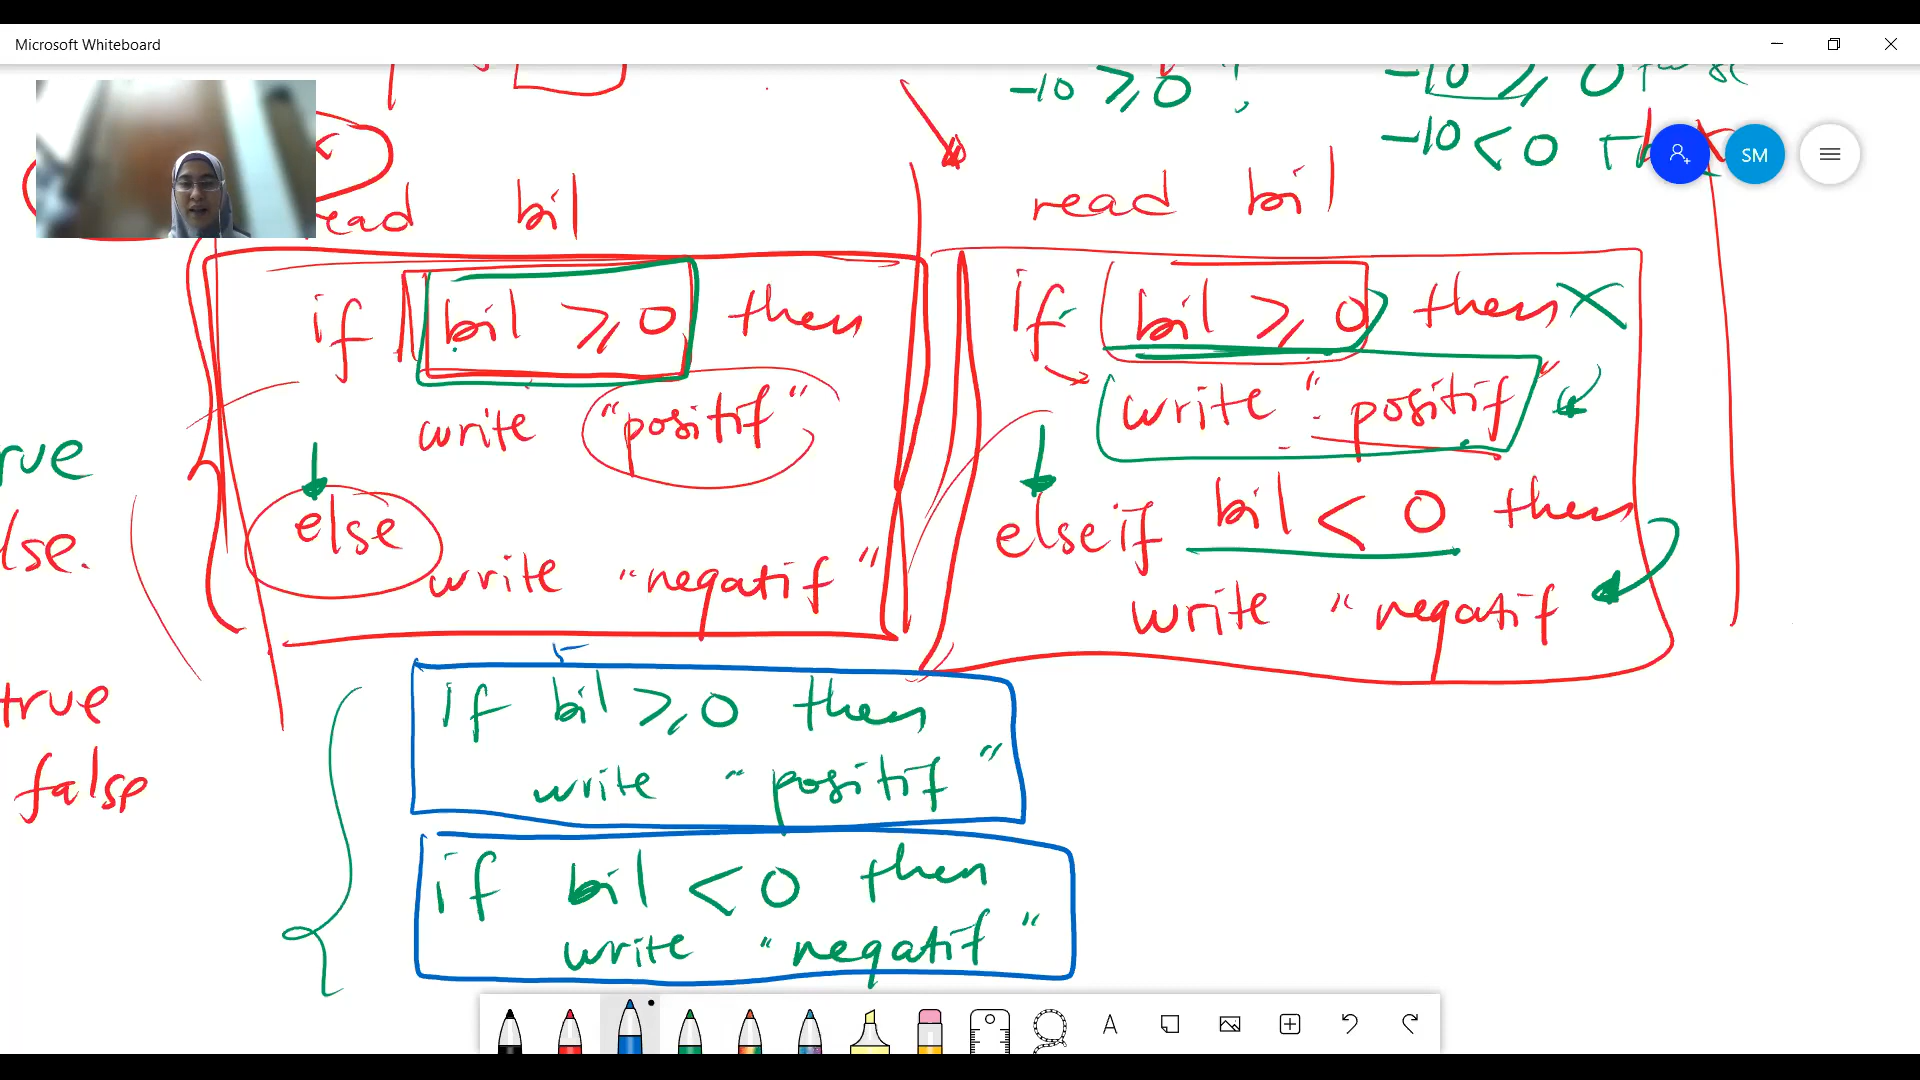 Microsoft Whiteboard
-10 ≥ 0 ?
-10 ≥ 0
-10 < 0
SM
read bil
if bil ≥ 0 then
write "positif"
else
write "negatif"
read bil
if bil ≥ 0 then
write "positif"
elseif bil < 0 then
write "negatif
rue
lse.
true
false
if bil ≥ 0 then
write "positif"
if bil < 0 then
write "negatif"
A